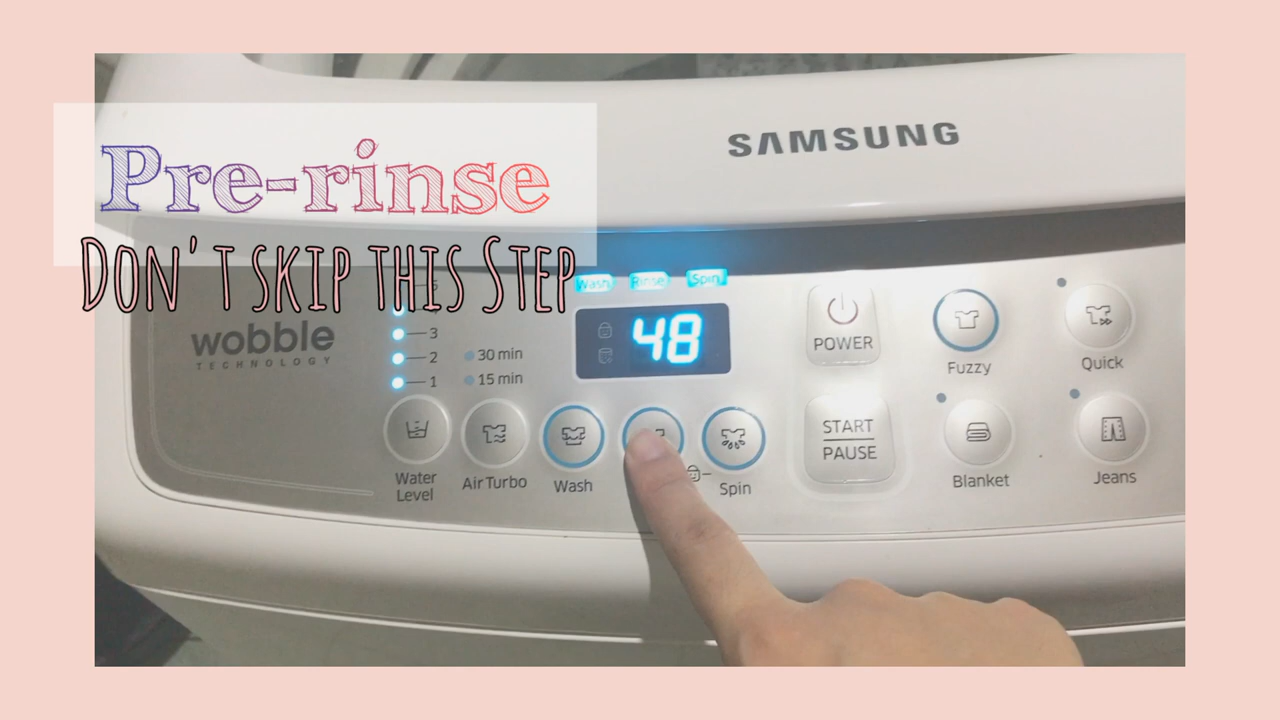 SAMSUNG
Pre-rinse
DON'T SKIP THIS STEP
Wash Rinse Spin
wobble
TECHNOLOGY
3
2
1
30 min
15 min
48
POWER
Fuzzy
Quick
START
PAUSE
Water
Level
Air Turbo
Wash
Spin
Blanket
Jeans